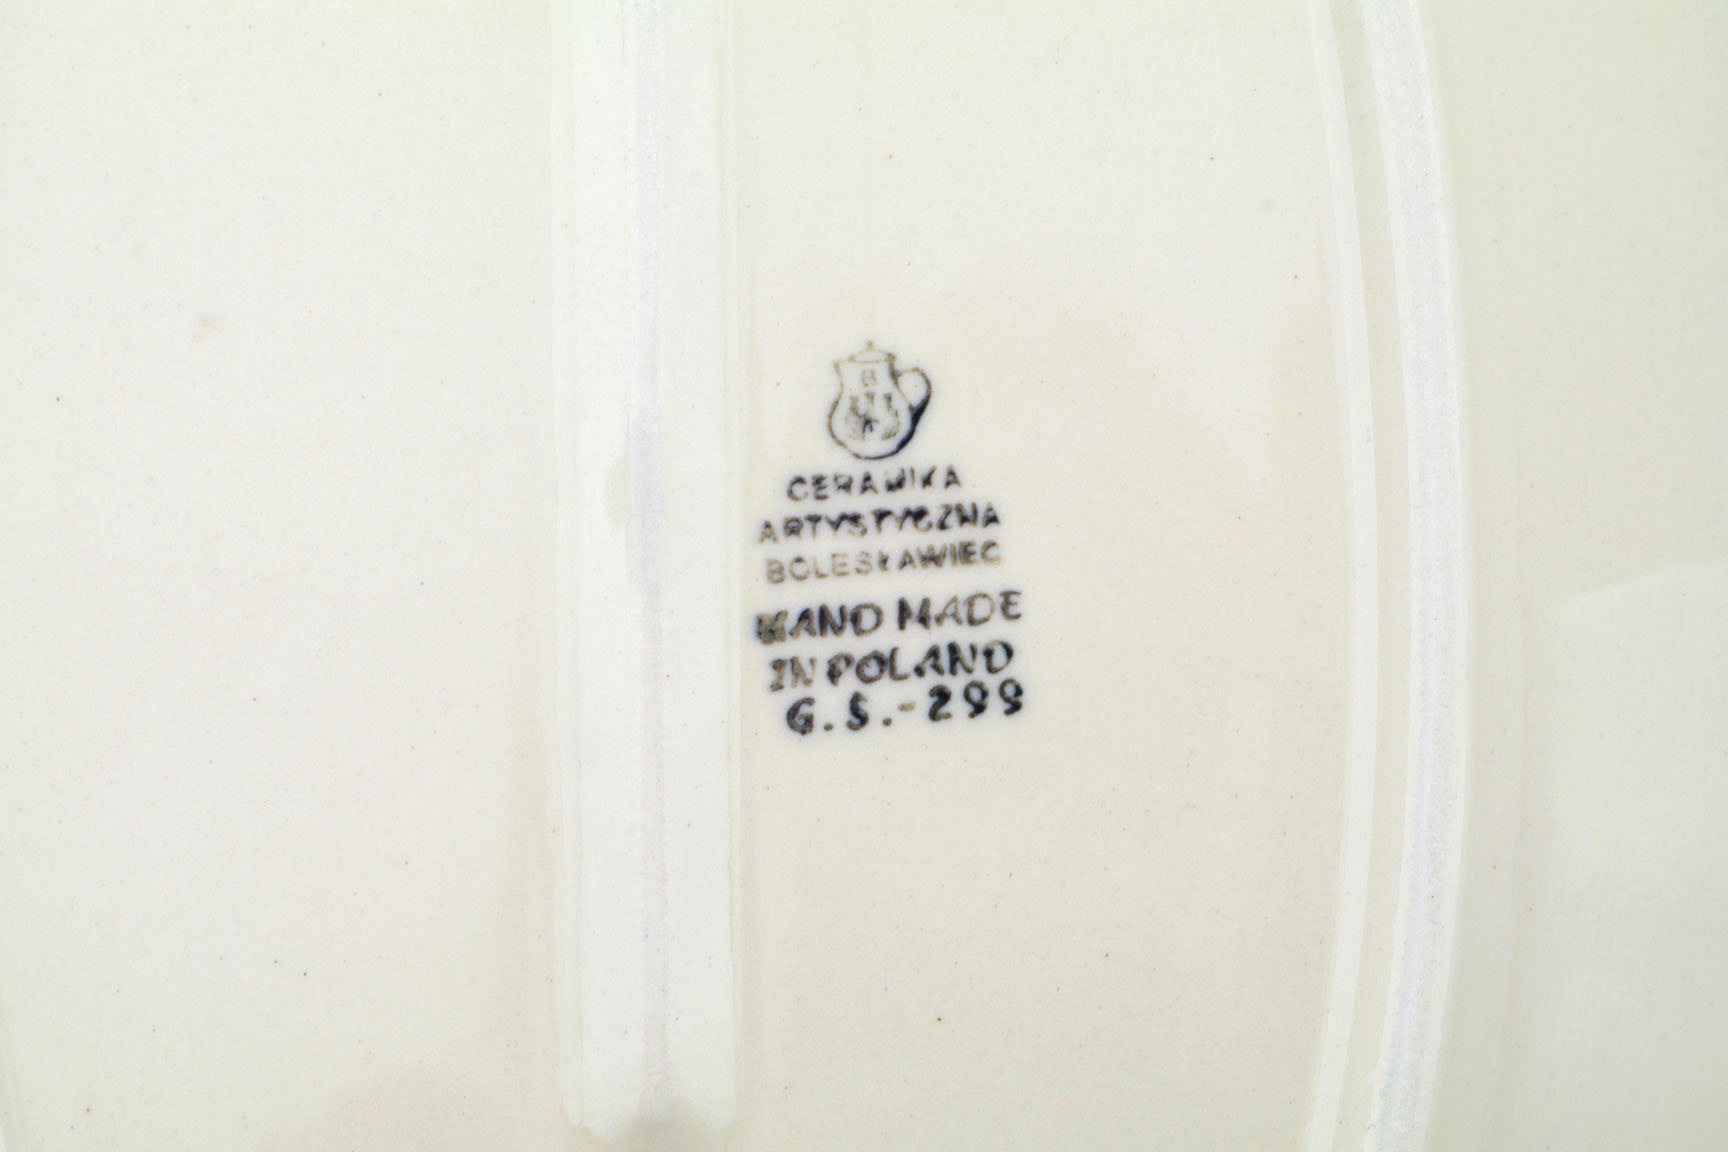 B
CERAMIKA
ARTYSTYCZNA
BOLESŁAWIEC
HAND MADE
IN POLAND
G.S.-299